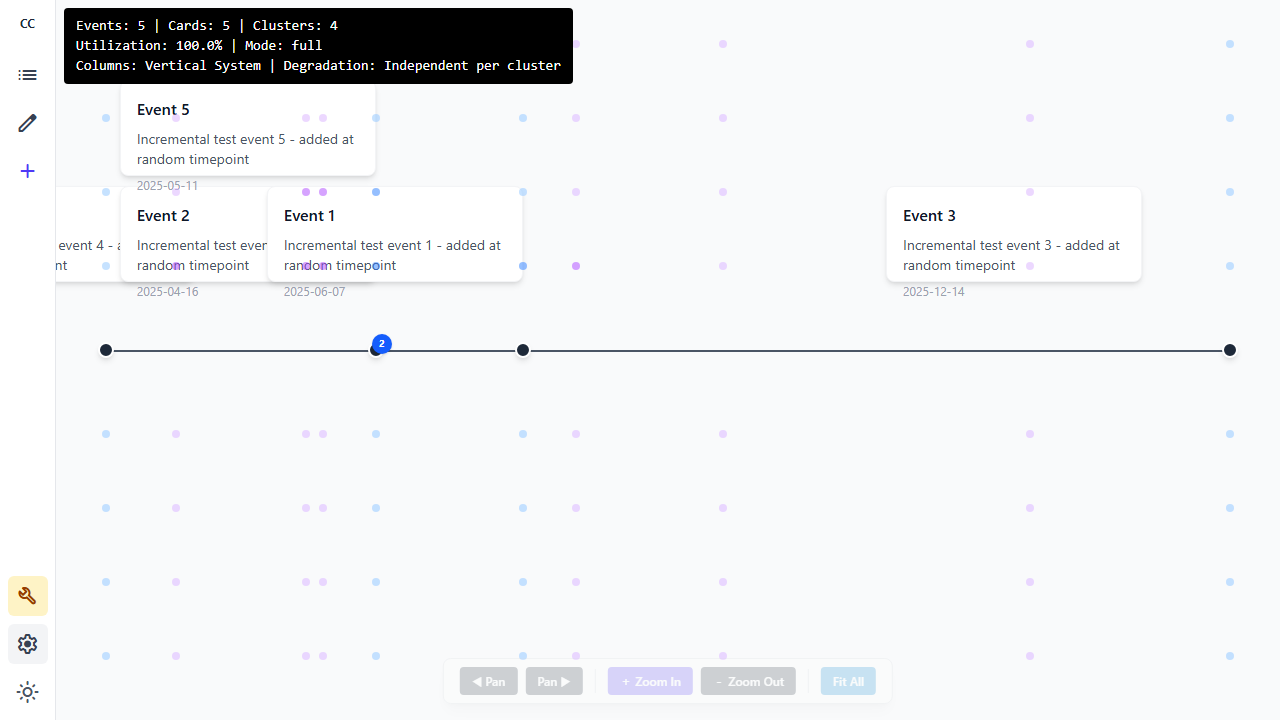 CC
Events: 5 | Cards: 5 | Clusters: 4
Utilization: 100.0% | Mode: full
Columns: Vertical System | Degradation: Independent per cluster
Event 5
Incremental test event 5 - added at
random timepoint
2025-05-11
event 4 - a
nt
Event 2
Incremental test even
random timepoint
2025-04-16
Event 1
Incremental test event 1 - added at
random timepoint
2025-06-07
Event 3
Incremental test event 3 - added at
random timepoint
2025-12-14
2
◀ Pan
Pan ▶
+ Zoom In
- Zoom Out
Fit All